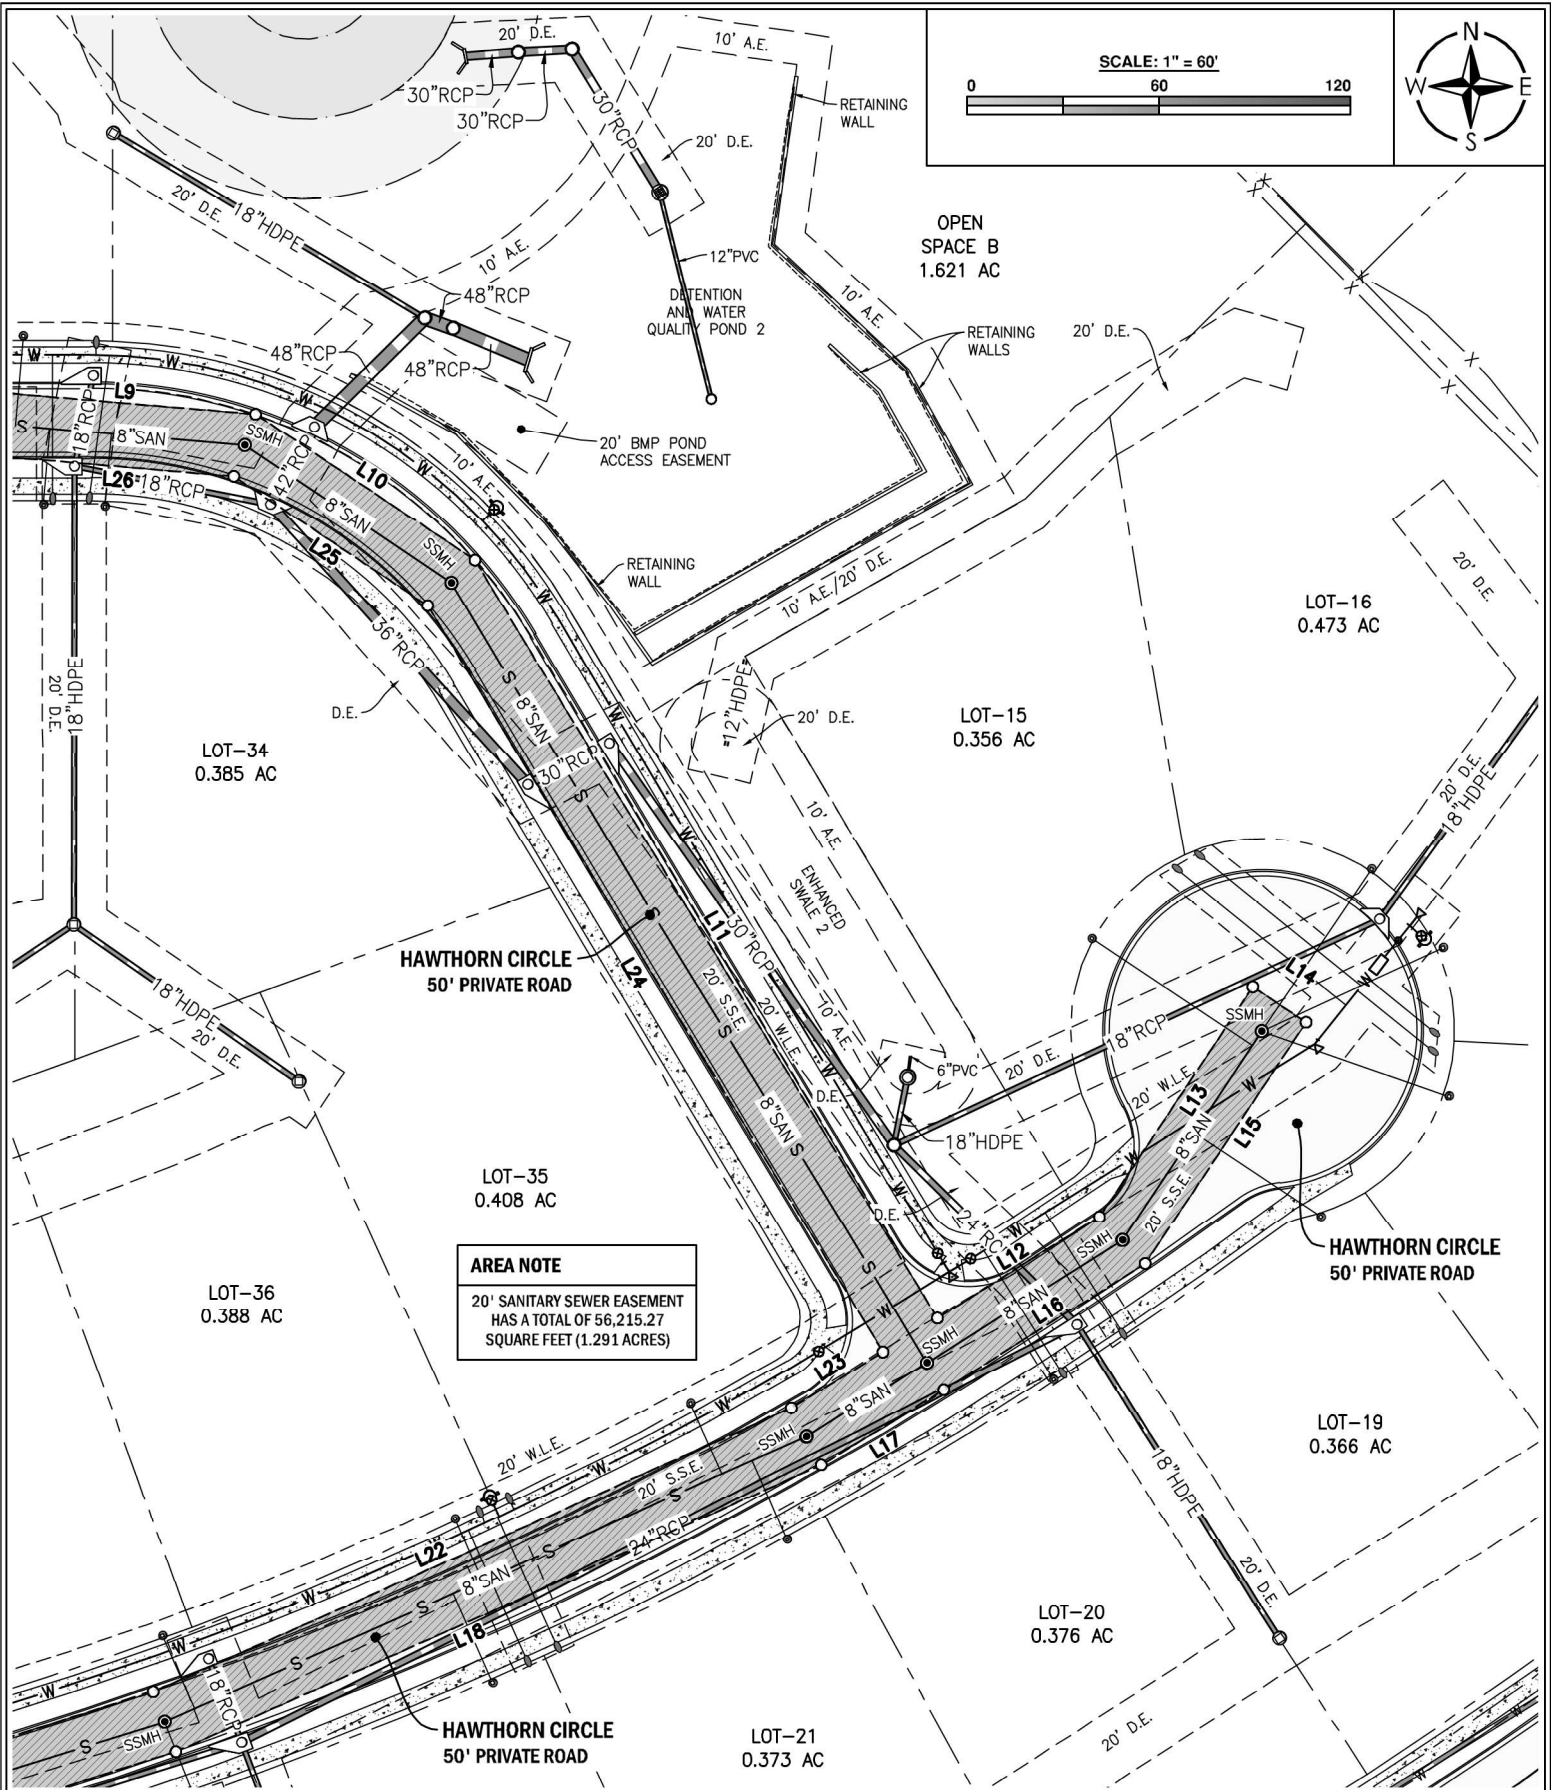 20' D.E.
10' A.E.
SCALE: 1" = 60'
0 60 120
N
W E
S
30"RCP
30"RCP
30"RCP
RETAINING
WALL
20' D.E.
20' D.E.
18"HDPE
10' A.E.
OPEN
SPACE B
1.621 AC
12"PVC
48"RCP
DETENTION
AND WATER
QUALITY POND 2
10' A.E.
RETAINING
WALLS
20' D.E.
48"RCP
48"RCP
W
W
W
L9
18"RCP
S
8"SAN
SSMH
42"RCP
L10
W
10' A.E.
20' BMP POND
ACCESS EASEMENT
L26
18"RCP
8"SAN
L25
SSMH
RETAINING
WALL
W
10' A.E./20' D.E.
20' D.E.
LOT-16
0.473 AC
36"RCP
20' D.E.
18"HDPE
D.E.
S
8"SAN
W
"12"HDPE"
20' D.E.
LOT-15
0.356 AC
LOT-34
0.385 AC
30"RCP
S
W
10' A.E.
20' D.E.
18"HDPE
ENHANCED
SWALE 2
S
L11
30"RCP
HAWTHORN CIRCLE
50' PRIVATE ROAD
L24
20' S.S.E.
20' W.L.E.
10' A.E.
S
W
18"HDPE
20' D.E.
L14
W
SSMH
18"RCP
20' D.E.
6"PVC
D.E.
20' W.L.E.
L13
W
8"SAN
L15
8"SAN
S
18"HDPE
W
LOT-35
0.408 AC
W
D.E.
24"RCP
W
L12
20' S.S.E.
SSMH
HAWTHORN CIRCLE
50' PRIVATE ROAD
AREA NOTE
20' SANITARY SEWER EASEMENT
HAS A TOTAL OF 56,215.27
SQUARE FEET (1.291 ACRES)
LOT-36
0.388 AC
S
W
8"SAN
L16
SSMH
L23
8"SAN
W
SSMH
L17
LOT-19
0.366 AC
20' W.L.E.
W
20' S.S.E.
S
18"HDPE
24"RCP
S
L22
8"SAN
W
S
L18
20' D.E.
LOT-20
0.376 AC
W
S
W
18"RCP
SSMH
S
HAWTHORN CIRCLE
50' PRIVATE ROAD
LOT-21
0.373 AC
20' D.E.
W
W
X
X
X
X
X
X